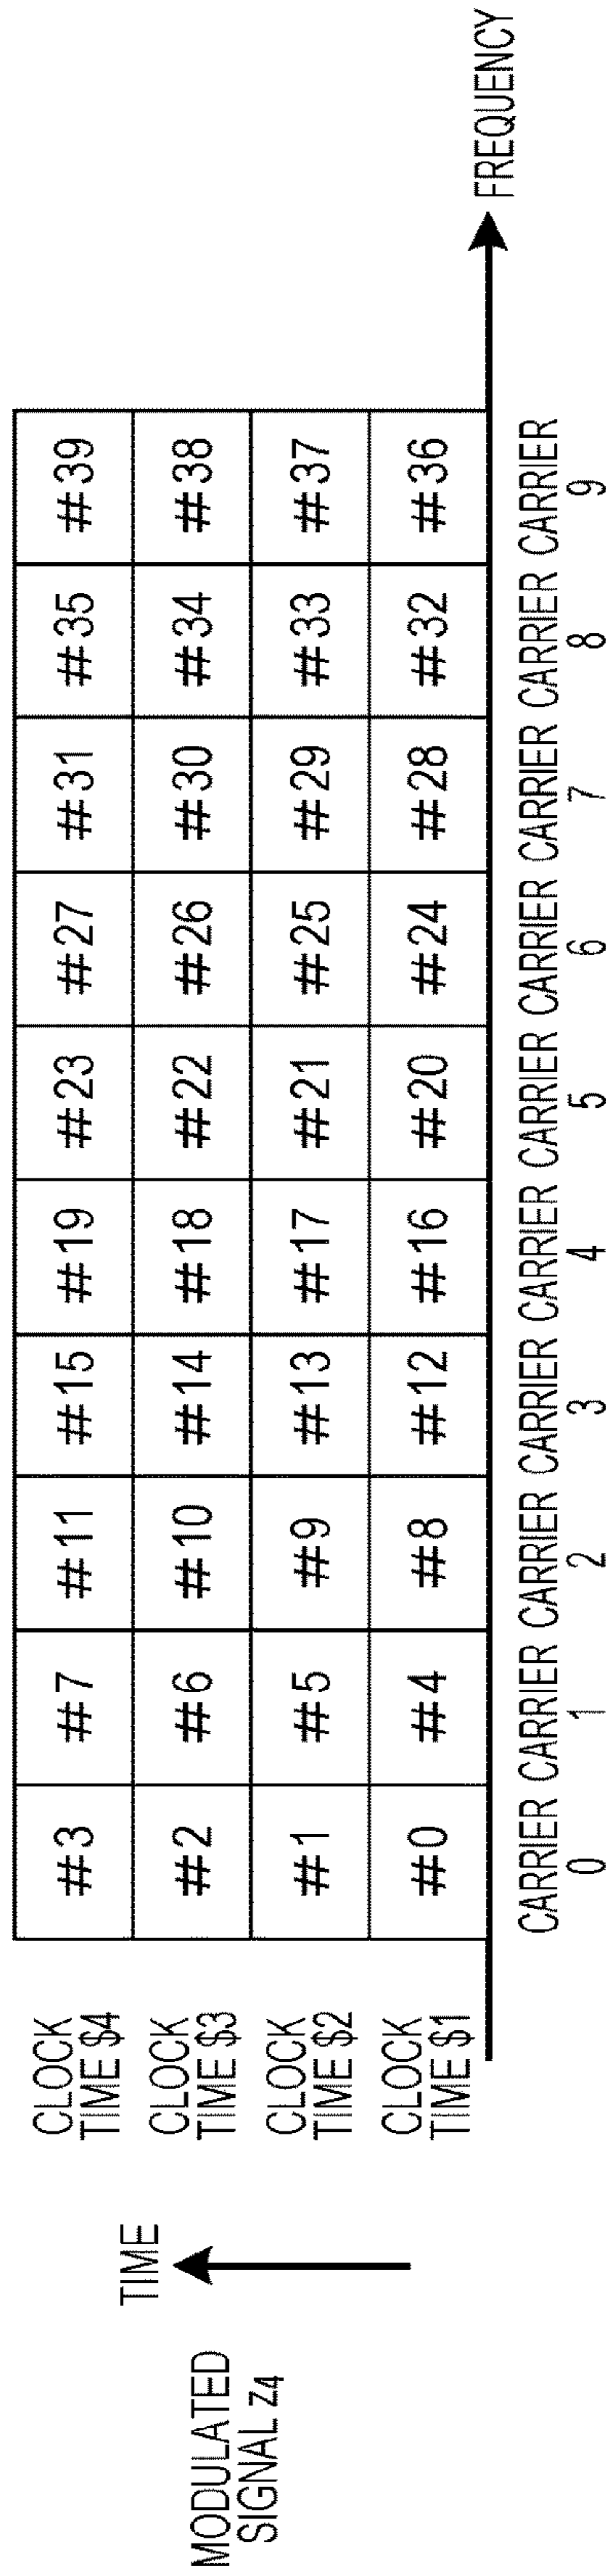 MODULATED
SIGNAL z4
TIME
CLOCK
TIME $4
#3 #7 #11 #15 #19 #23 #27 #31 #35 #39
CLOCK
TIME $3
#2 #6 #10 #14 #18 #22 #26 #30 #34 #38
CLOCK
TIME $2
#1 #5 #9 #13 #17 #21 #25 #29 #33 #37
CLOCK
TIME $1
#0 #4 #8 #12 #16 #20 #24 #28 #32 #36
FREQUENCY
CARRIER CARRIER CARRIER CARRIER CARRIER CARRIER CARRIER CARRIER CARRIER CARRIER
0 1 2 3 4 5 6 7 8 9